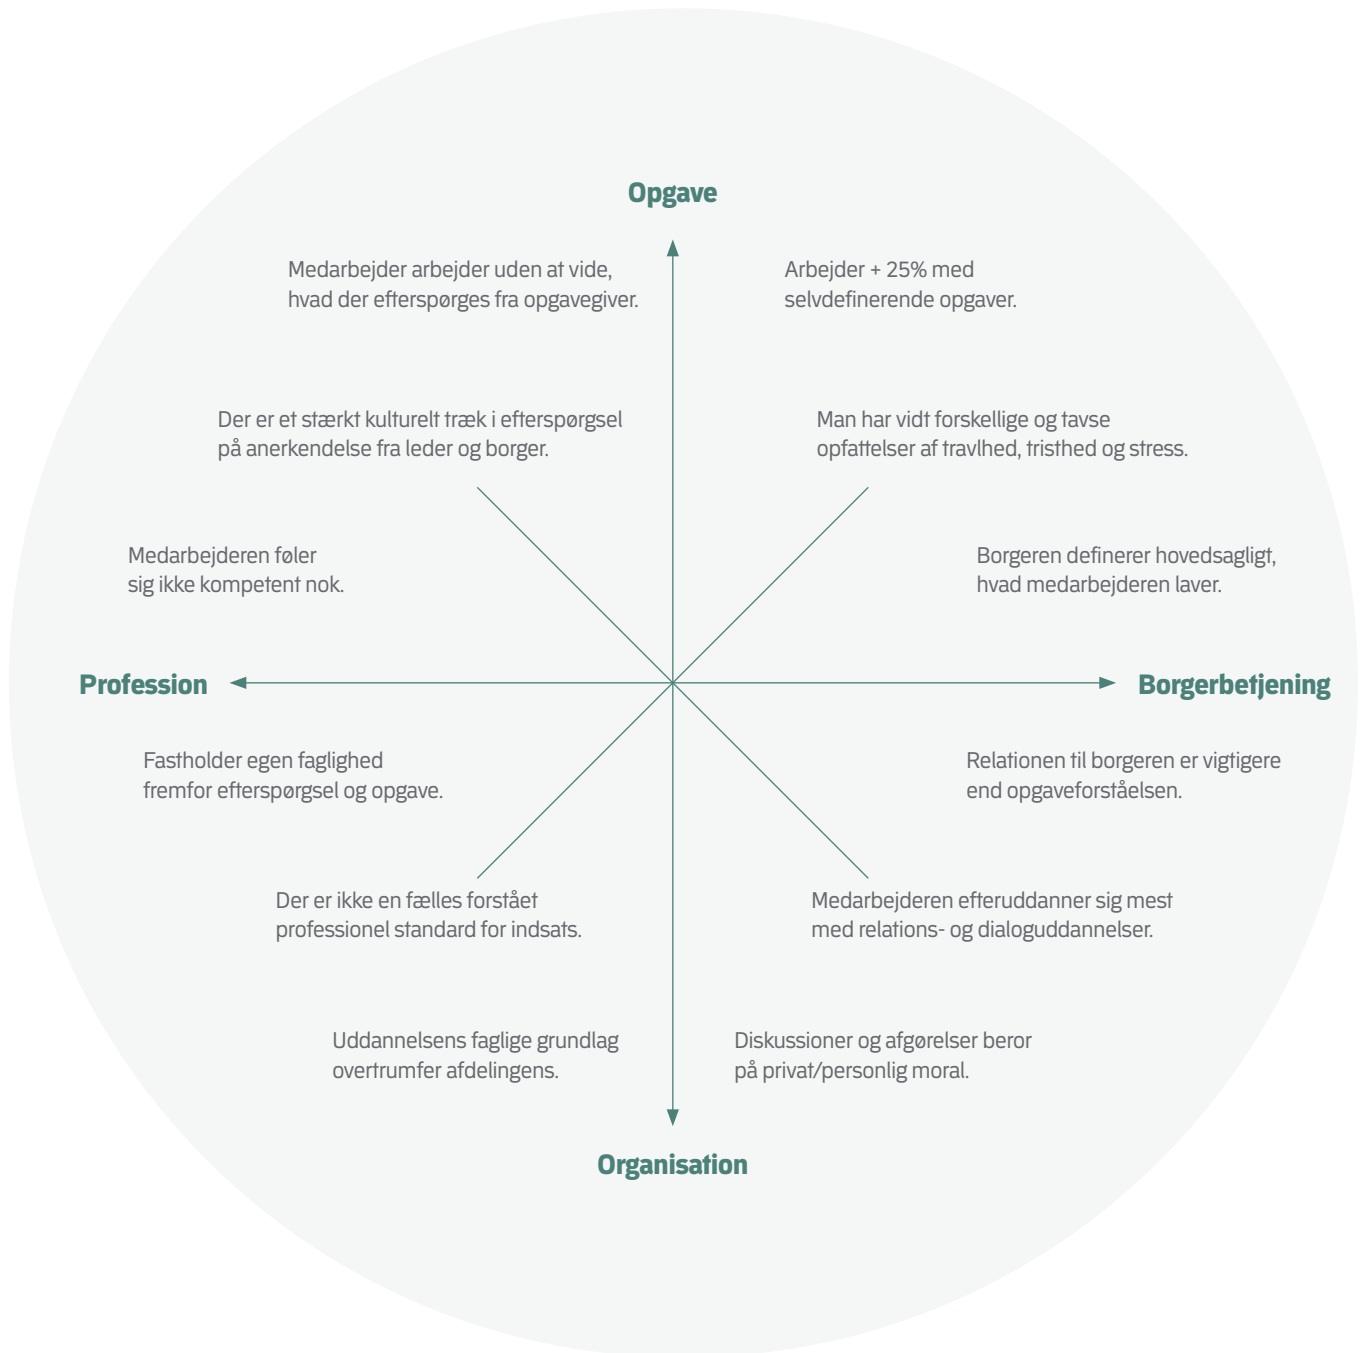 Opgave
Medarbejder arbejder uden at vide,
hvad der efterspørges fra opgavegiver.
Arbejder + 25% med
selvdefinerende opgaver.
Der er et stærkt kulturelt træk i efterspørgsel
på anerkendelse fra leder og borger.
Man har vidt forskellige og tavse
opfattelser af travlhed, tristhed og stress.
Medarbejderen føler
sig ikke kompetent nok.
Borgeren definerer hovedsagligt,
hvad medarbejderen laver.
Profession
Borgerbetjening
Fastholder egen faglighed
fremfor efterspørgsel og opgave.
Relationen til borgeren er vigtigere
end opgaveforståelsen.
Der er ikke en fælles forstået
professionel standard for indsats.
Medarbejderen efteruddanner sig mest
med relations- og dialoguddannelser.
Uddannelsens faglige grundlag
overtrumfer afdelingens.
Diskussioner og afgørelser beror
på privat/personlig moral.
Organisation